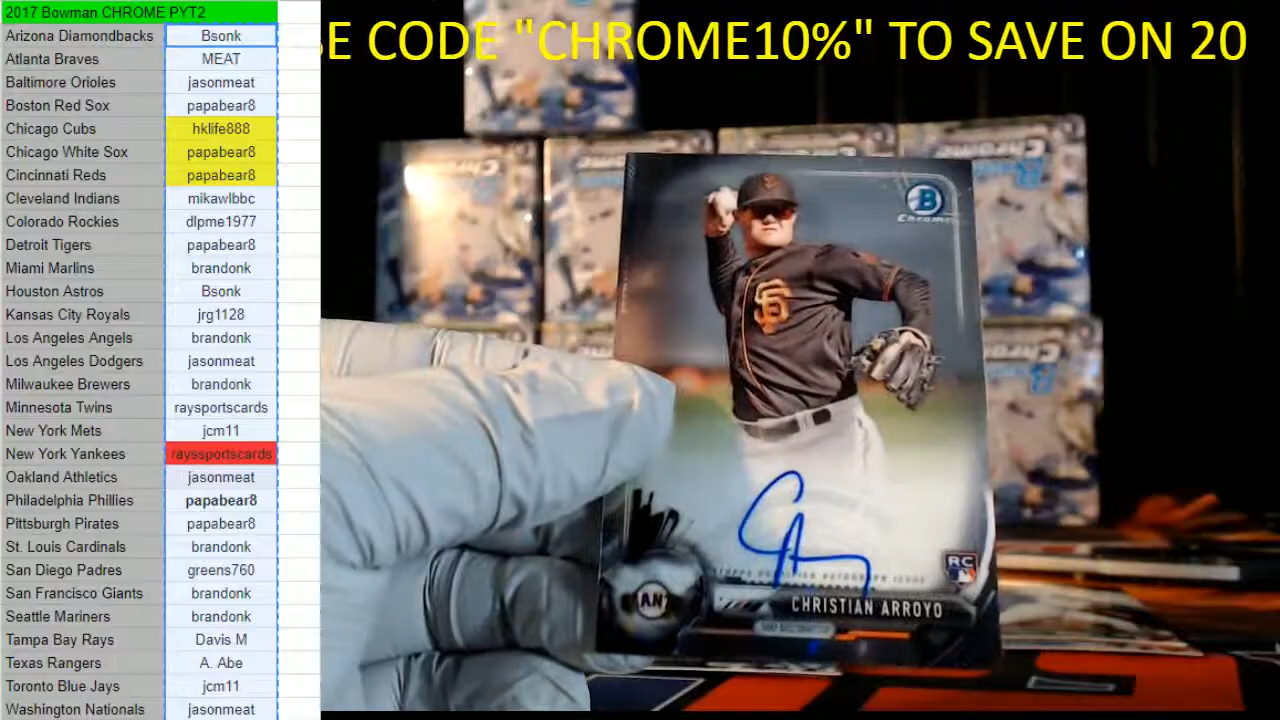 2017 Bowman CHROME PYT2
Arizona Diamondbacks Bsonk
Atlanta Braves MEAT
Baltimore Orioles jasonmeat
Boston Red Sox papabear8
Chicago Cubs hklife888
Chicago White Sox papabear8
Cincinnati Reds papabear8
Cleveland Indians mikawlbbc
Colorado Rockies dlpme1977
Detroit Tigers papabear8
Miami Marlins brandonk
Houston Astros Bsonk
Kansas City Royals jrg1128
Los Angeles Angels brandonk
Los Angeles Dodgers jasonmeat
Milwaukee Brewers brandonk
Minnesota Twins raysportscards
New York Mets jcm11
New York Yankees rayssportscards
Oakland Athletics jasonmeat
Philadelphia Phillies papabear8
Pittsburgh Pirates papabear8
St. Louis Cardinals brandonk
San Diego Padres greens760
San Francisco Giants brandonk
Seattle Mariners brandonk
Tampa Bay Rays Davis M
Texas Rangers A. Abe
Toronto Blue Jays jcm11
Washington Nationals jasonmeat
E CODE "CHROME10%" TO SAVE ON 20
B
Chrome
SF
RC
CHRISTIAN ARROYO